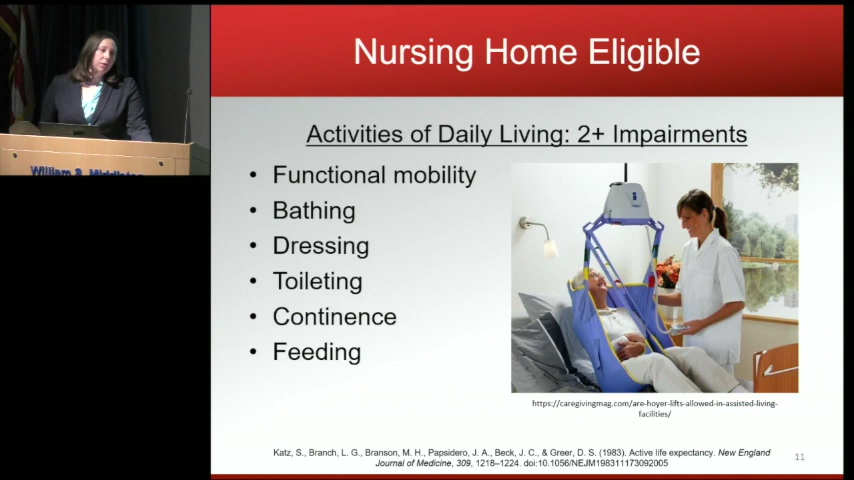 Nursing Home Eligible
Activities of Daily Living: 2+ Impairments
• Functional mobility
• Bathing
• Dressing
• Toileting
• Continence
• Feeding
https://caregivingmag.com/are-hoyer-lifts-allowed-in-assisted-living-
facilities/
Katz, S., Branch, L. G., Branson, M. H., Papsidero, J. A., Beck, J. C., & Greer, D. S. (1983). Active life expectancy. New England
Journal of Medicine, 309, 1218–1224. doi:10.1056/NEJM198311173092005
11
William S. Middleton